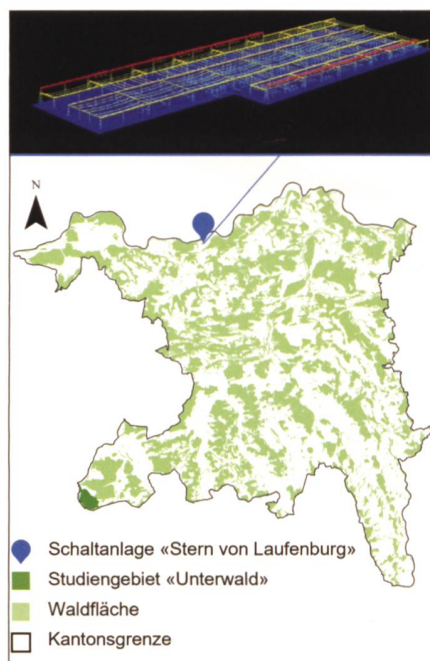 N
Schaltanlage «Stern von Laufenburg»
Studiengebiet «Unterwald»
Waldfläche
Kantonsgrenze